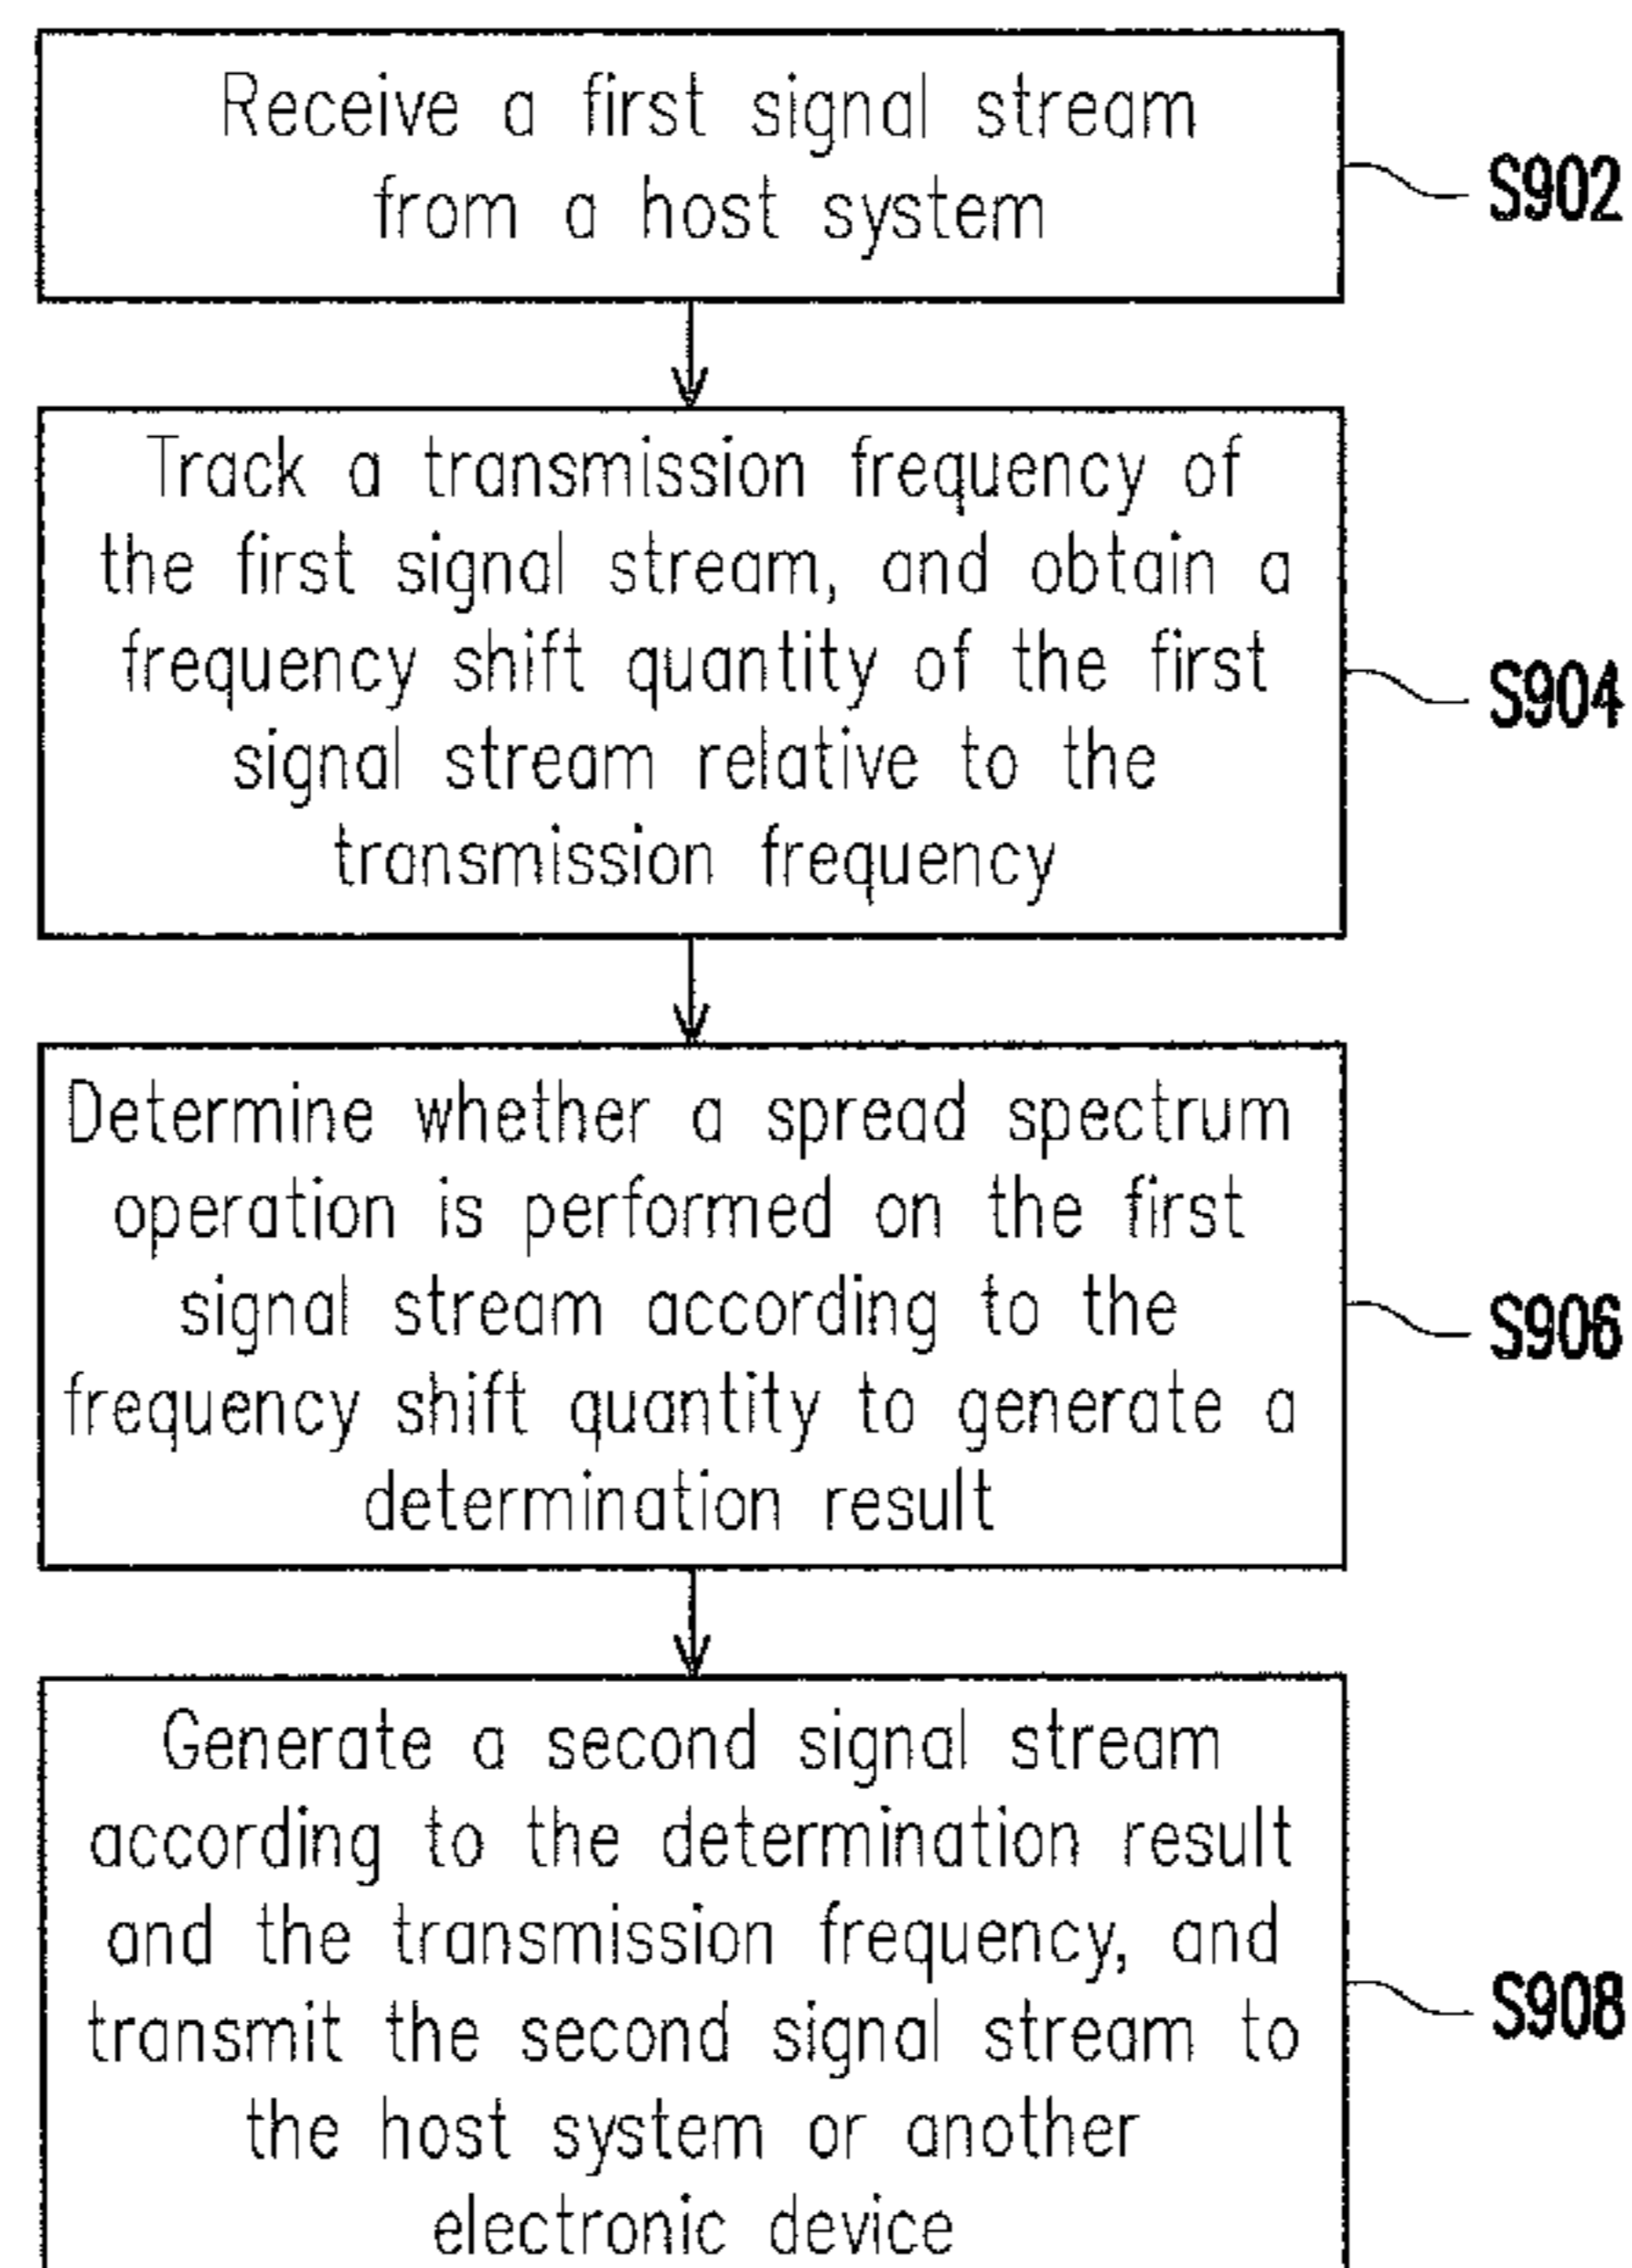 Receive a first signal stream
from a host system
S902
Track a transmission frequency of
the first signal stream, and obtain a
frequency shift quantity of the first
signal stream relative to the
transmission frequency
S904
Determine whether a spread spectrum
operation is performed on the first
signal stream according to the
frequency shift quantity to generate a
determination result
S906
Generate a second signal stream
according to the determination result
and the transmission frequency, and
transmit the second signal stream to
the host system or another
electronic device
S908